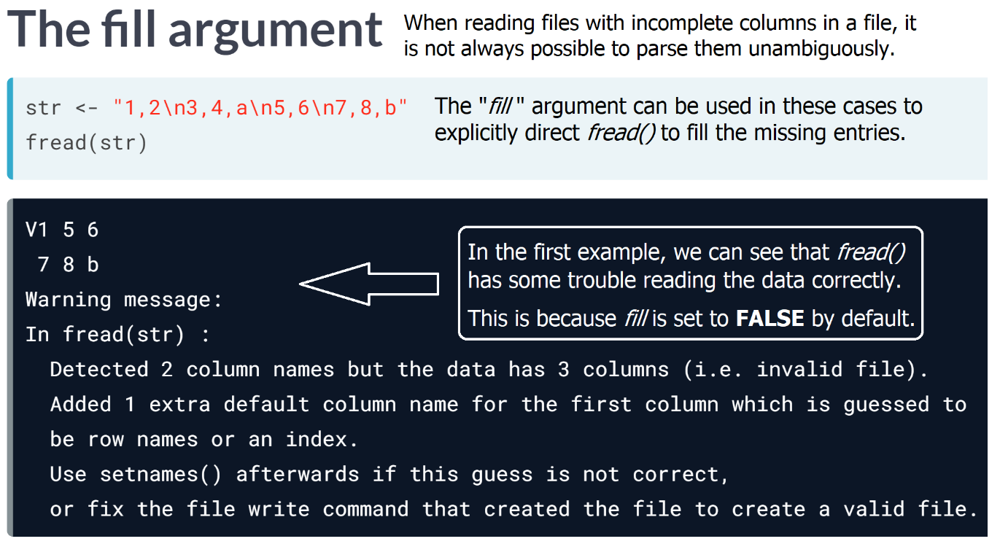 The fill argument
When reading files with incomplete columns in a file, it
is not always possible to parse them unambiguously.
str <- "1,2\n3,4,a\n5,6\n7,8,b"
fread(str)
The "fill" argument can be used in these cases to
explicitly direct fread() to fill the missing entries.
V1 5 6
7 8 b
Warning message:
In fread(str) :
Detected 2 column names but the data has 3 columns (i.e. invalid file).
Added 1 extra default column name for the first column which is guessed to
be row names or an index.
Use setnames() afterwards if this guess is not correct,
or fix the file write command that created the file to create a valid file.
In the first example, we can see that fread()
has some trouble reading the data correctly.
This is because fill is set to FALSE by default.